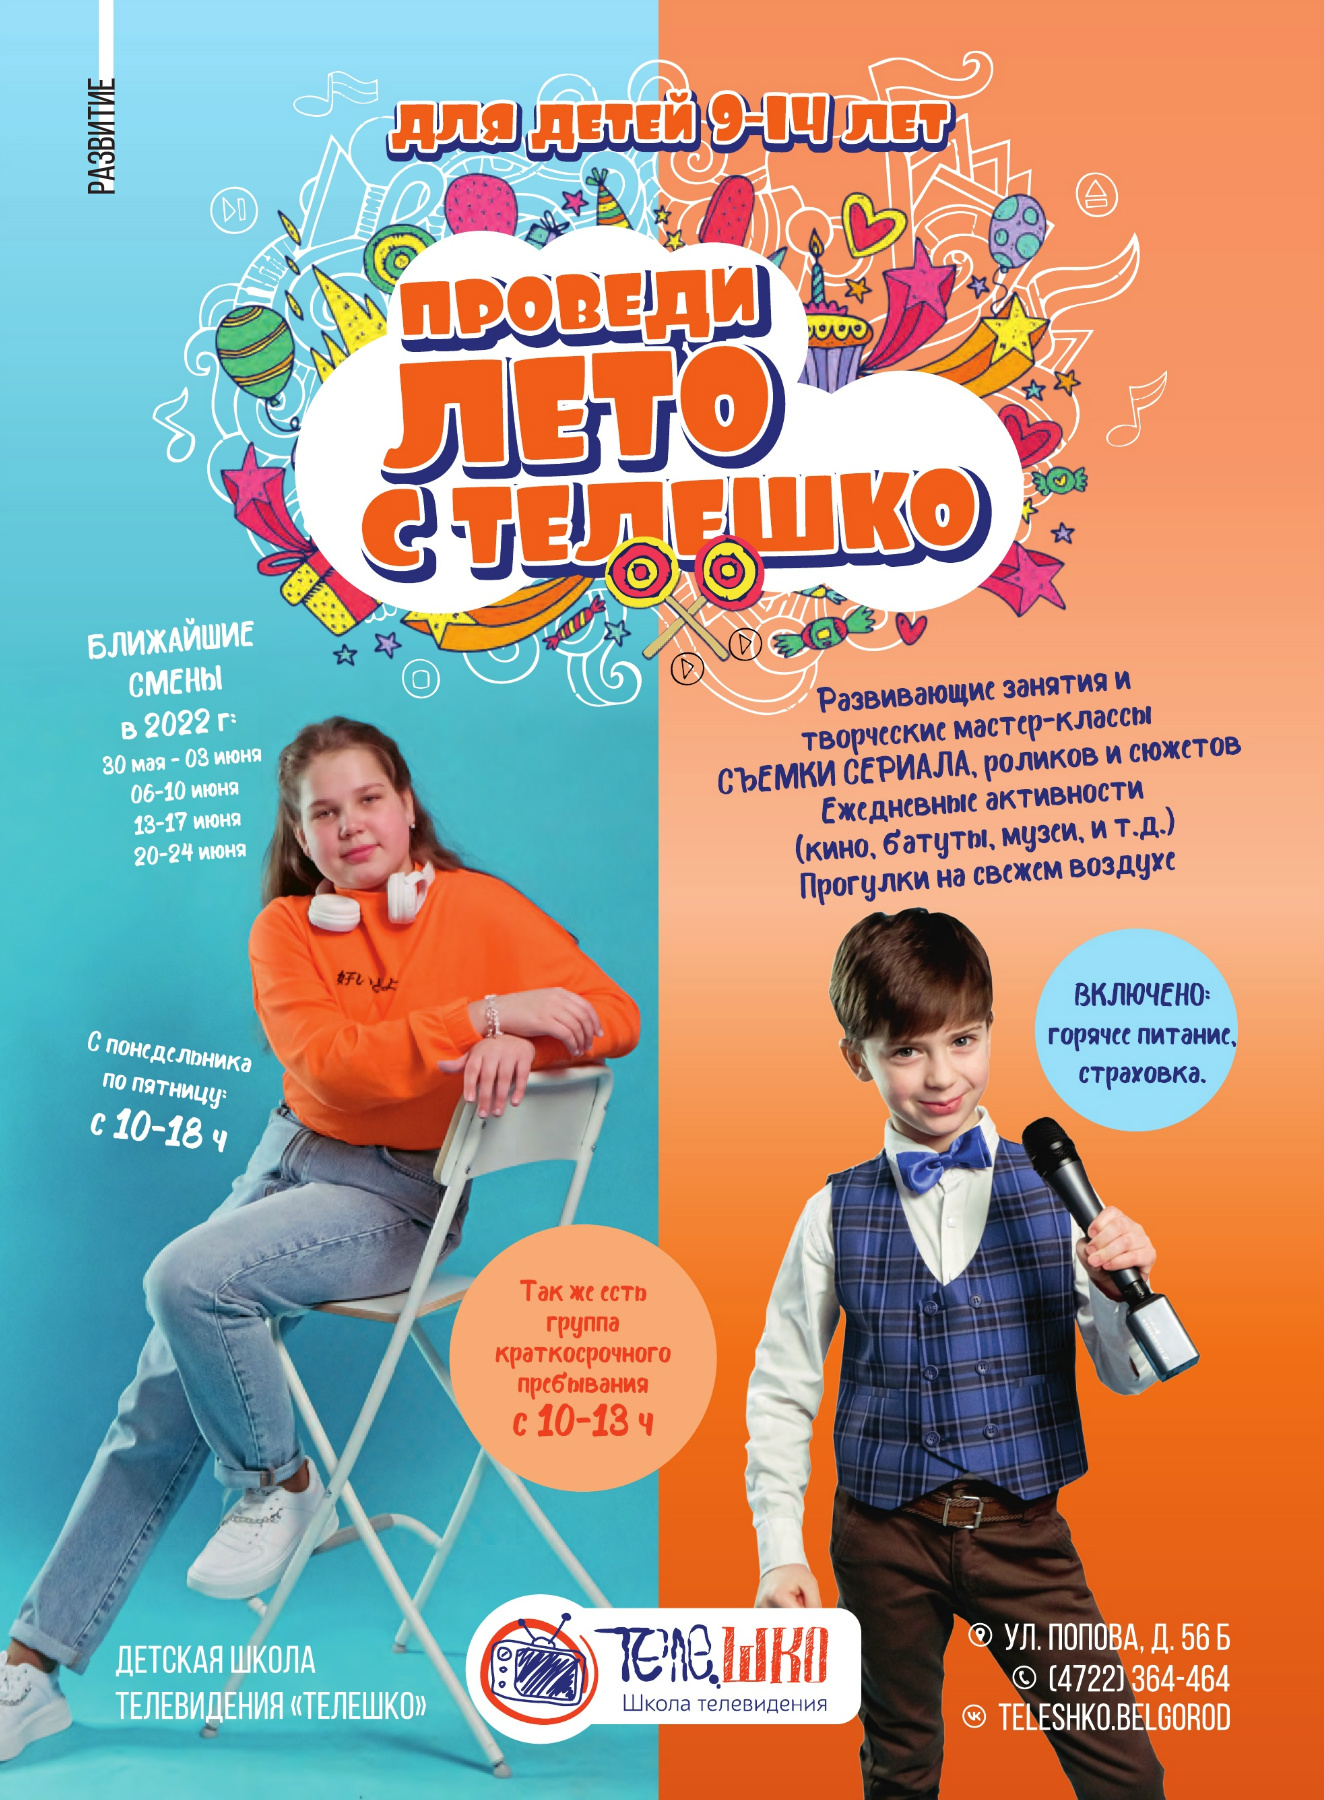 РАЗВИТИЕ
ДЛЯ ДЕТЕЙ 9-14 ЛЕТ
ПРОВЕДИ
ЛЕТО
С ТЕЛЕШКО
БЛИЖАЙШИЕ
СМЕНЫ
в 2022 г:
30 мая - 03 июня
06-10 июня
13-17 июня
20-24 июня
Развивающие занятия и
творческие мастер-классы
СЪЕМКИ СЕРИАЛА, роликов и сюжетов
Ежедневные активности
(кино, батуты, музеи, и т.д.)
Прогулки на свежем воздухе
ВКЛЮЧЕНО:
горячее питание,
страховка.
С понедельника
по пятницу:
с 10-18 ч
Так же есть
группа
краткосрочного
пребывания
с 10-13 ч
ДЕТСКАЯ ШКОЛА
ТЕЛЕВИДЕНИЯ «ТЕЛЕШКО»
ТЕЛЕ.ШКО
Школа телевидения
УЛ. ПОПОВА, Д. 56 Б
(4722) 364-464
TELESHKO.BELGOROD